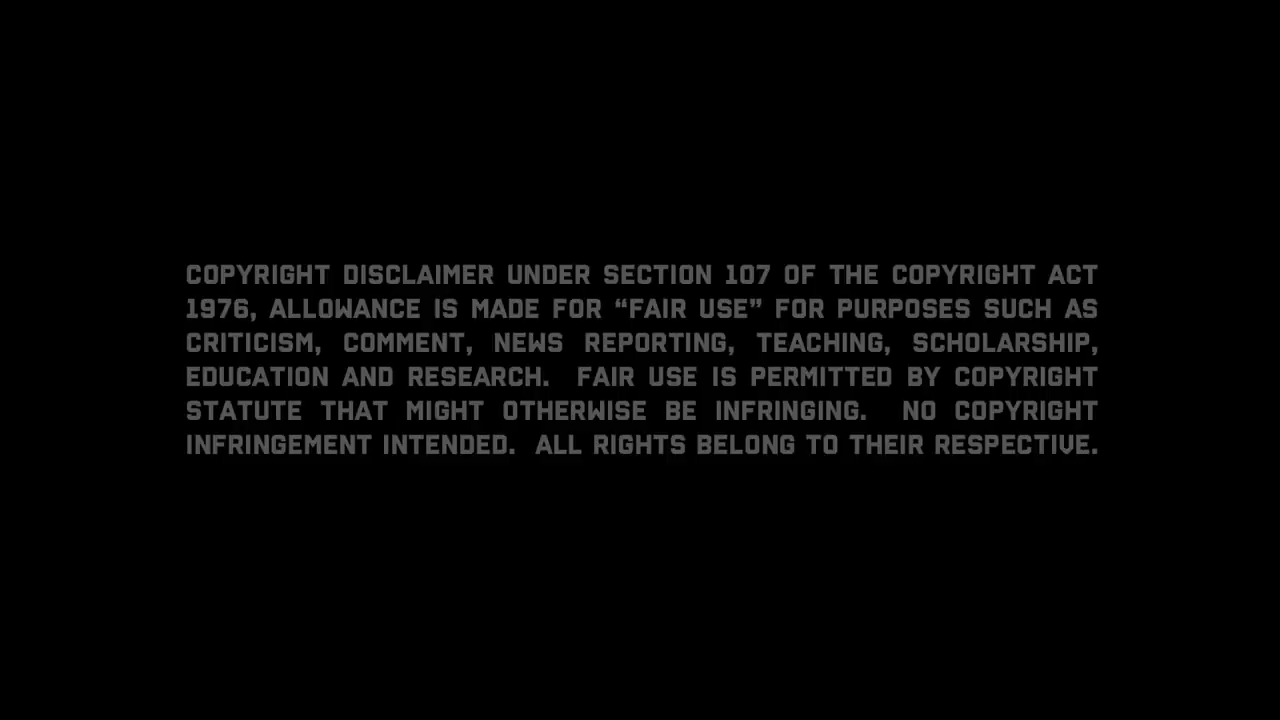 COPYRIGHT DISCLAIMER UNDER SECTION 107 OF THE COPYRIGHT ACT
1976, ALLOWANCE IS MADE FOR “FAIR USE” FOR PURPOSES SUCH AS
CRITICISM, COMMENT, NEWS REPORTING, TEACHING, SCHOLARSHIP,
EDUCATION AND RESEARCH. FAIR USE IS PERMITTED BY COPYRIGHT
STATUTE THAT MIGHT OTHERWISE BE INFRINGING. NO COPYRIGHT
INFRINGEMENT INTENDED. ALL RIGHTS BELONG TO THEIR RESPECTIVE.